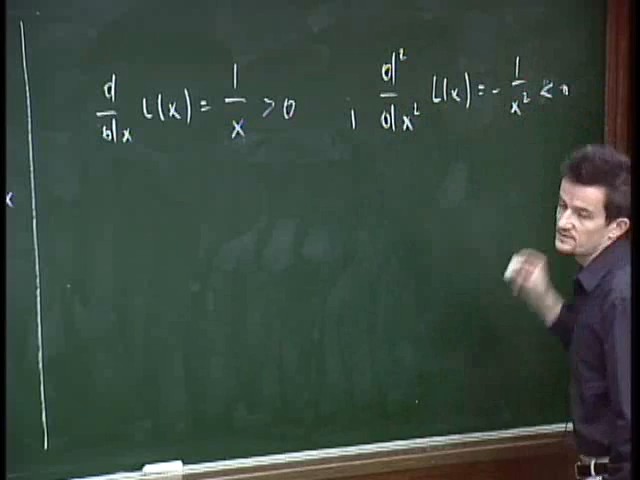 x
d/dx L(x) = 1/x > 0 ; d²/dx² L(x) = - 1/x² < 0